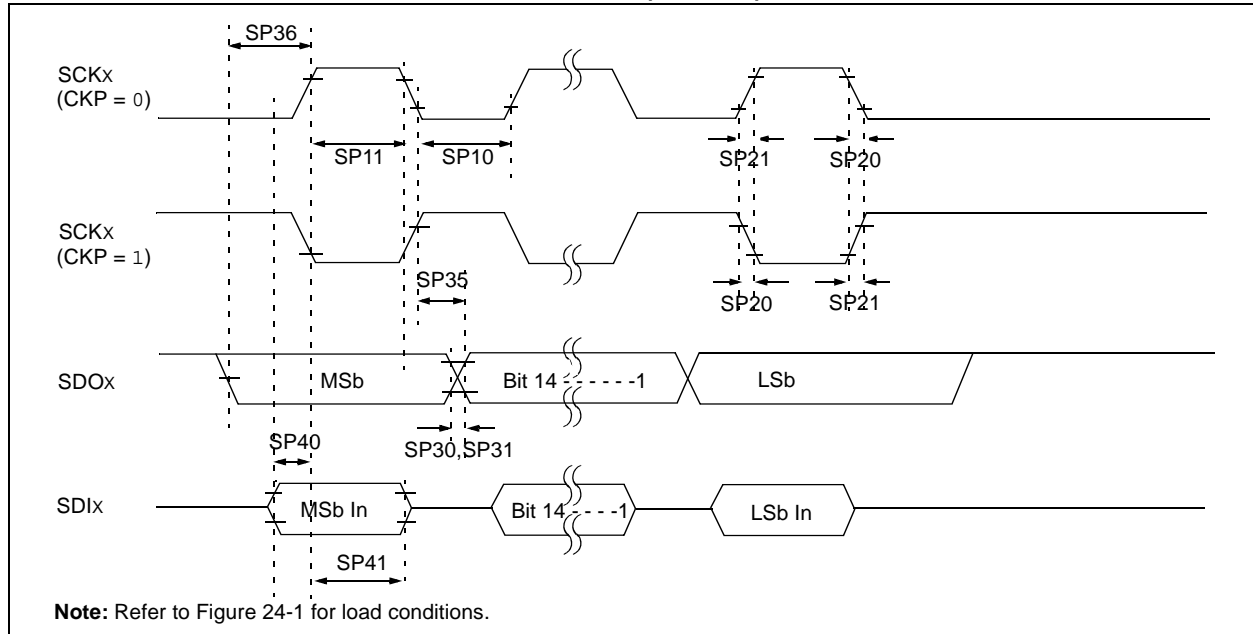 SP36
SCKx
(CKP = 0)
SP11
SP10
SP21
SP20
SCKx
(CKP = 1)
SP35
SP20
SP21
SDOx
MSb
Bit 14 - - - - - -1
LSb
SP40
SP30,SP31
SDIx
MSb In
Bit 14 - - - -1
LSb In
SP41
Note: Refer to Figure 24-1 for load conditions.